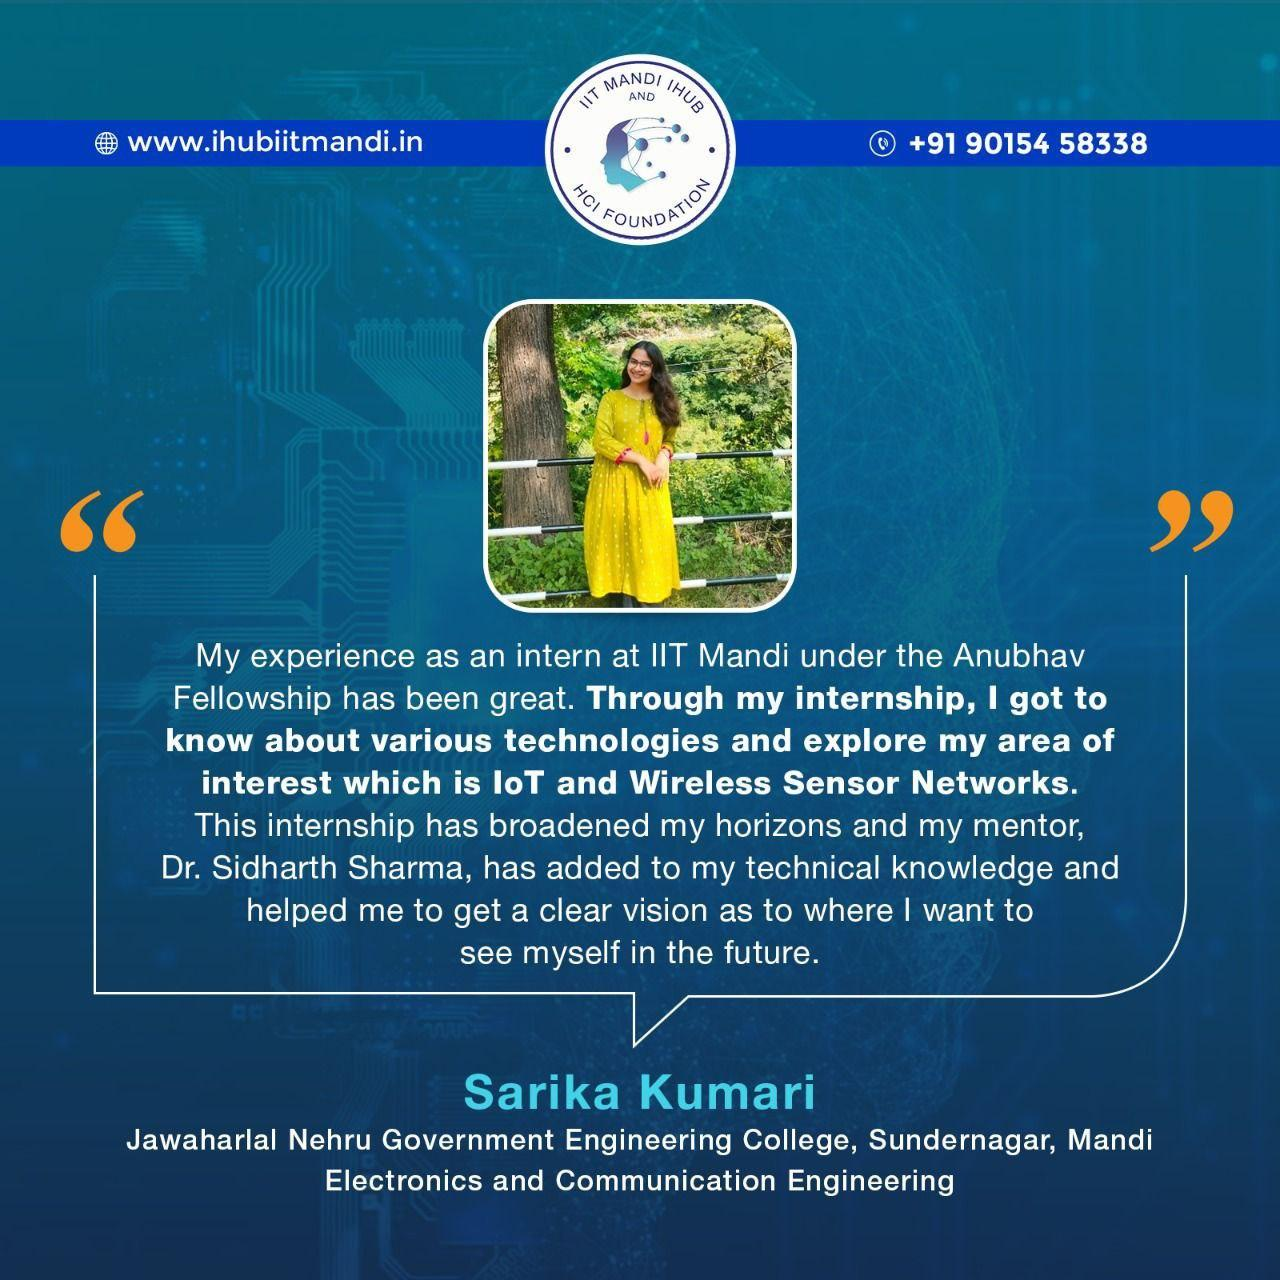 IIT MANDI IHUB
AND
HCI FOUNDATION
www.ihubiitmandi.in
+91 90154 58338
My experience as an intern at IIT Mandi under the Anubhav
Fellowship has been great. Through my internship, I got to
know about various technologies and explore my area of
interest which is IoT and Wireless Sensor Networks.
This internship has broadened my horizons and my mentor,
Dr. Sidharth Sharma, has added to my technical knowledge and
helped me to get a clear vision as to where I want to
see myself in the future.
Sarika Kumari
Jawaharlal Nehru Government Engineering College, Sundernagar, Mandi
Electronics and Communication Engineering